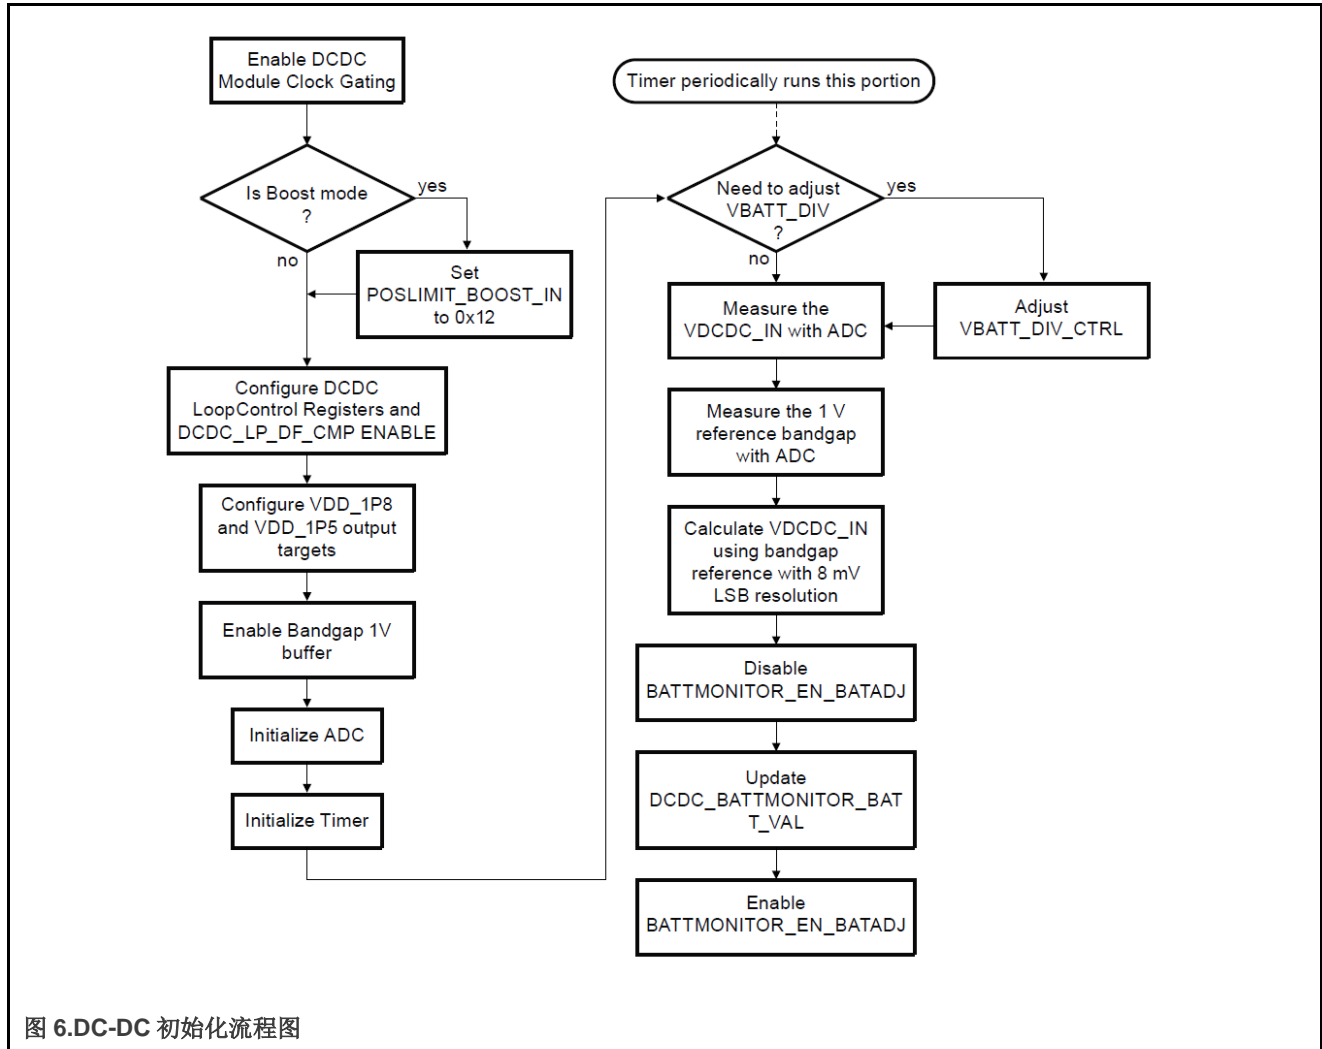 Enable DCDC
Module Clock Gating
Is Boost mode
?
yes
no
Set
POSLIMIT_BOOST_IN
to 0x12
Configure DCDC
LoopControl Registers and
DCDC_LP_DF_CMP ENABLE
Configure VDD_1P8
and VDD_1P5 output
targets
Enable Bandgap 1V
buffer
Initialize ADC
Initialize Timer
Timer periodically runs this portion
Need to adjust
VBATT_DIV
?
yes
no
Adjust
VBATT_DIV_CTRL
Measure the
VDCDC_IN with ADC
Measure the 1 V
reference bandgap
with ADC
Calculate VDCDC_IN
using bandgap
reference with 8 mV
LSB resolution
Disable
BATTMONITOR_EN_BATADJ
Update
DCDC_BATTMONITOR_BAT
T_VAL
Enable
BATTMONITOR_EN_BATADJ
图 6.DC-DC 初始化流程图